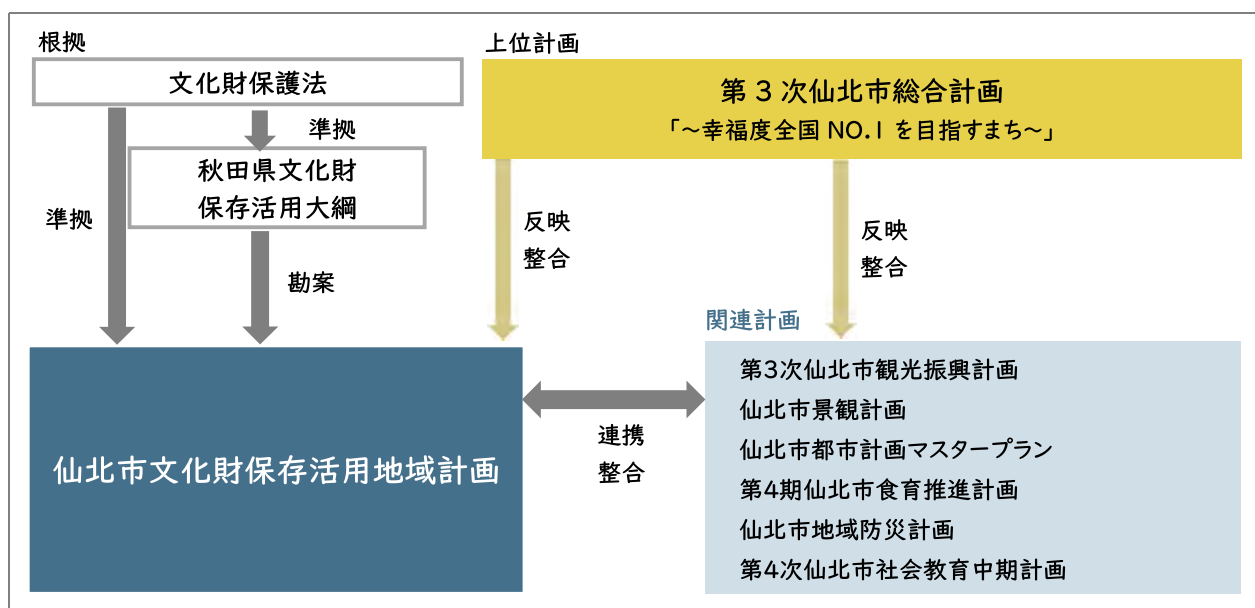 根拠
文化財保護法
準拠
秋田県文化財
保存活用大綱
準拠
勘案
上位計画
第3次仙北市総合計画
「~幸福度全国NO.1を目指すまち~」
反映
整合
反映
整合
仙北市文化財保存活用地域計画
連携
整合
関連計画
第3次仙北市観光振興計画
仙北市景観計画
仙北市都市計画マスタープラン
第4期仙北市食育推進計画
仙北市地域防災計画
第4次仙北市社会教育中期計画